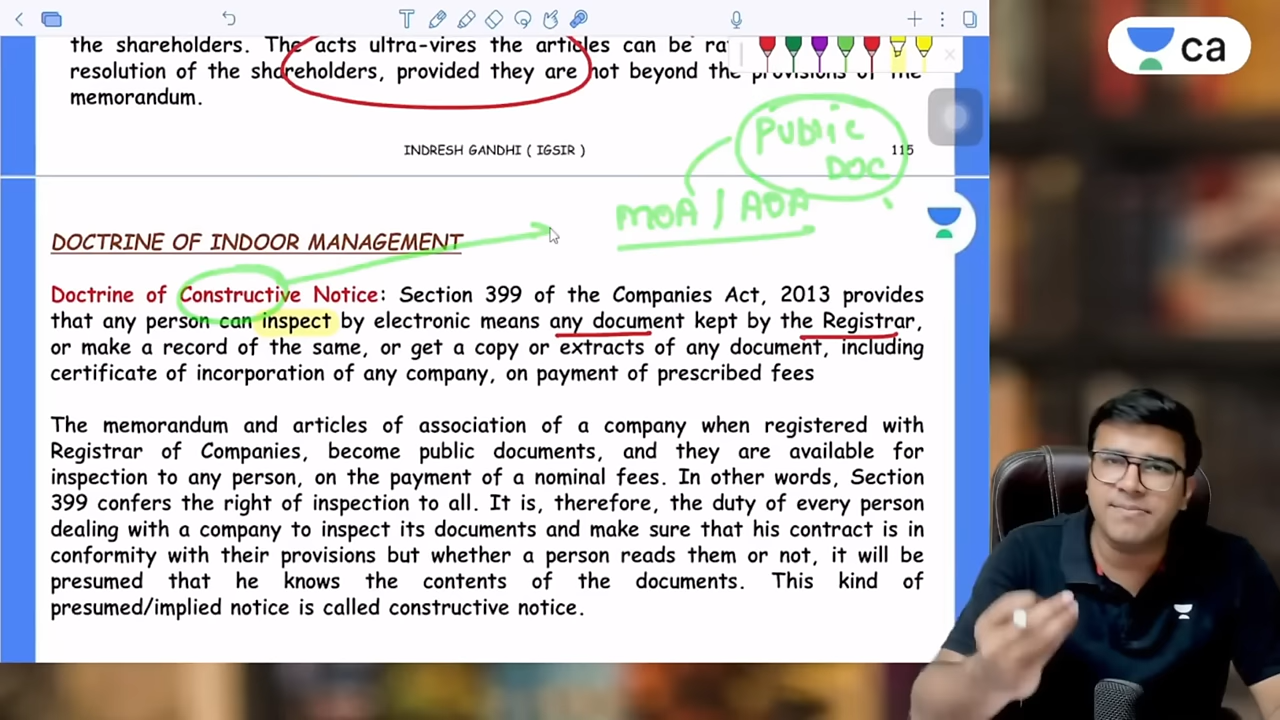 the shareholders. The acts ultra-vires the articles can be ra
resolution of the shareholders, provided they are not beyond the provisions of the
memorandum.
INDRESH GANDHI ( IGSIR )
115
ca
Public
DOC
MOA / AOA
DOCTRINE OF INDOOR MANAGEMENT
Doctrine of Constructive Notice: Section 399 of the Companies Act, 2013 provides
that any person can inspect by electronic means any document kept by the Registrar,
or make a record of the same, or get a copy or extracts of any document, including
certificate of incorporation of any company, on payment of prescribed fees
The memorandum and articles of association of a company when registered with
Registrar of Companies, become public documents, and they are available for
inspection to any person, on the payment of a nominal fees. In other words, Section
399 confers the right of inspection to all. It is, therefore, the duty of every person
dealing with a company to inspect its documents and make sure that his contract is in
conformity with their provisions but whether a person reads them or not, it will be
presumed that he knows the contents of the documents. This kind of
presumed/implied notice is called constructive notice.